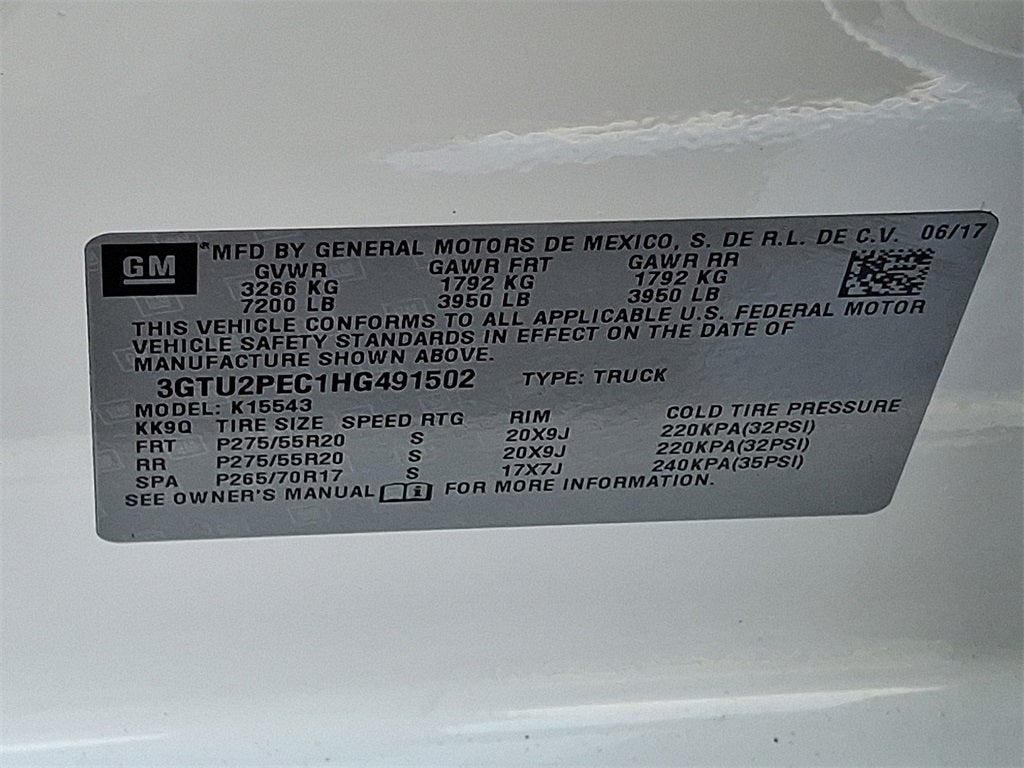 GM MFD BY GENERAL MOTORS DE MEXICO, S. DE R.L. DE C.V. 06/17
GVWR GAWR FRT GAWR RR
3266 KG 1792 KG 1792 KG
7200 LB 3950 LB 3950 LB
THIS VEHICLE CONFORMS TO ALL APPLICABLE U.S. FEDERAL MOTOR
VEHICLE SAFETY STANDARDS IN EFFECT ON THE DATE OF
MANUFACTURE SHOWN ABOVE.
3GTU2PEC1HG491502 TYPE: TRUCK
MODEL: K15543
KK9Q TIRE SIZE SPEED RTG RIM COLD TIRE PRESSURE
FRT P275/55R20 S 20X9J 220KPA(32PSI)
RR P275/55R20 S 20X9J 220KPA(32PSI)
SPA P265/70R17 S 17X7J 240KPA(35PSI)
SEE OWNER'S MANUAL FOR MORE INFORMATION.